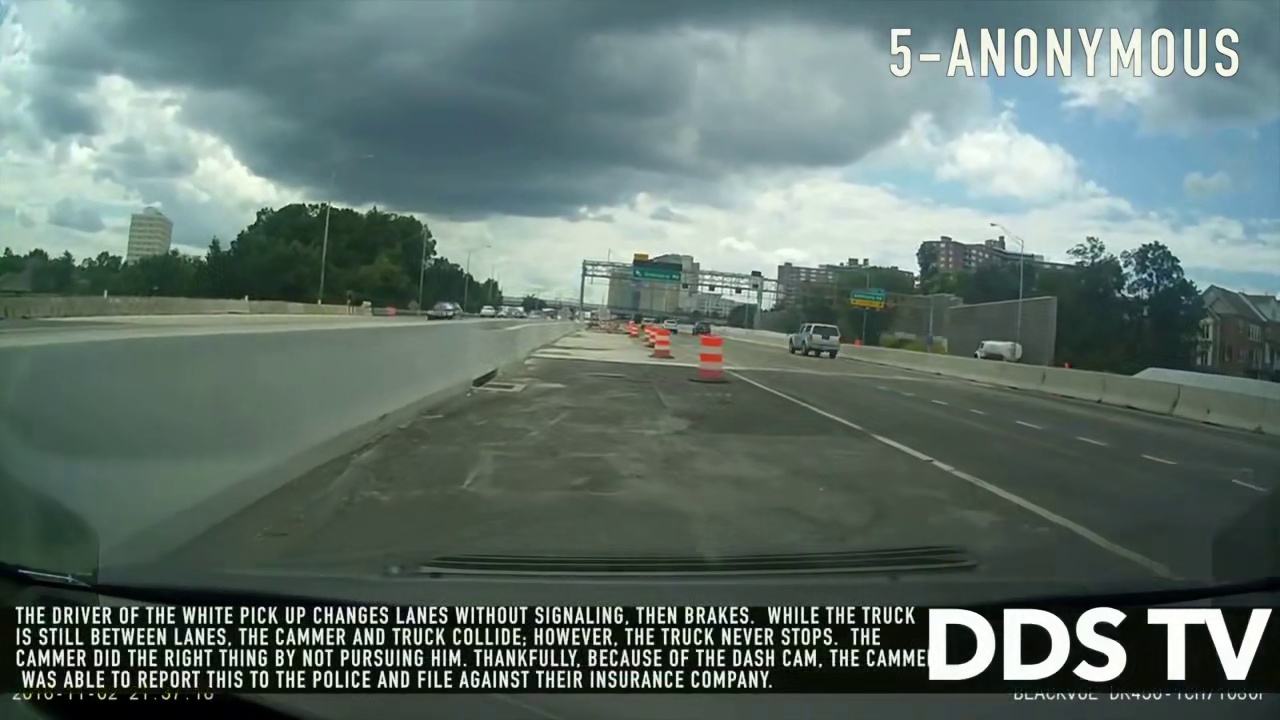 5-ANONYMOUS
THE DRIVER OF THE WHITE PICK UP CHANGES LANES WITHOUT SIGNALING, THEN BRAKES. WHILE THE TRUCK
IS STILL BETWEEN LANES, THE CAMMER AND TRUCK COLLIDE; HOWEVER, THE TRUCK NEVER STOPS. THE
CAMMER DID THE RIGHT THING BY NOT PURSUING HIM. THANKFULLY, BECAUSE OF THE DASH CAM, THE CAMME
WAS ABLE TO REPORT THIS TO THE POLICE AND FILE AGAINST THEIR INSURANCE COMPANY.
DDS TV